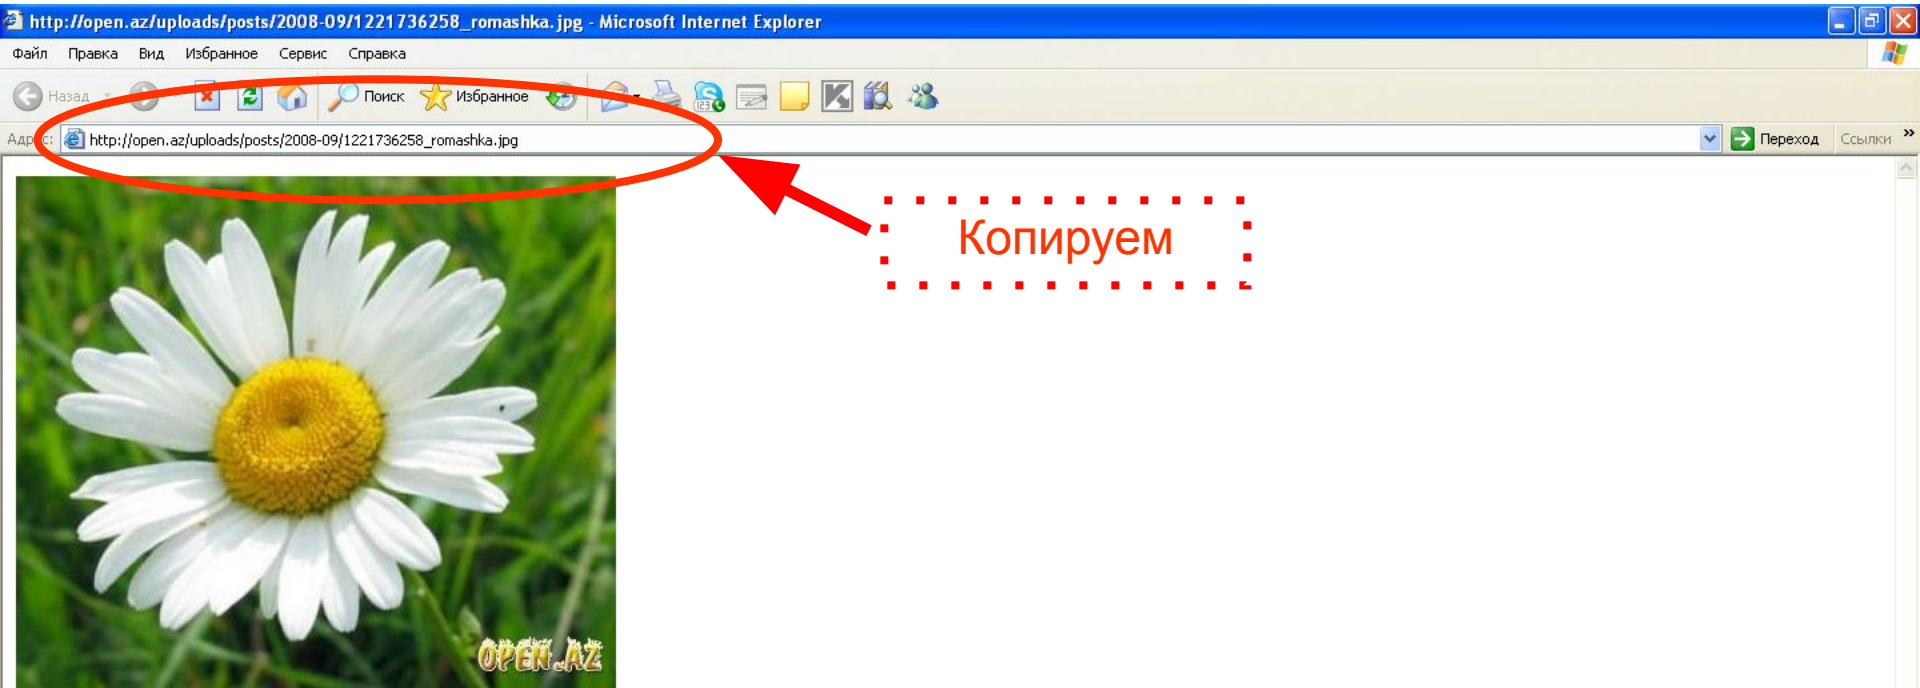 http://open.az/uploads/posts/2008-09/1221736258_romashka.jpg - Microsoft Internet Explorer
Файл Правка Вид Избранное Сервис Справка
Назад Поиск Избранное
Адрес: http://open.az/uploads/posts/2008-09/1221736258_romashka.jpg Переход Ссылки »
Копируем
OPEN.AZ